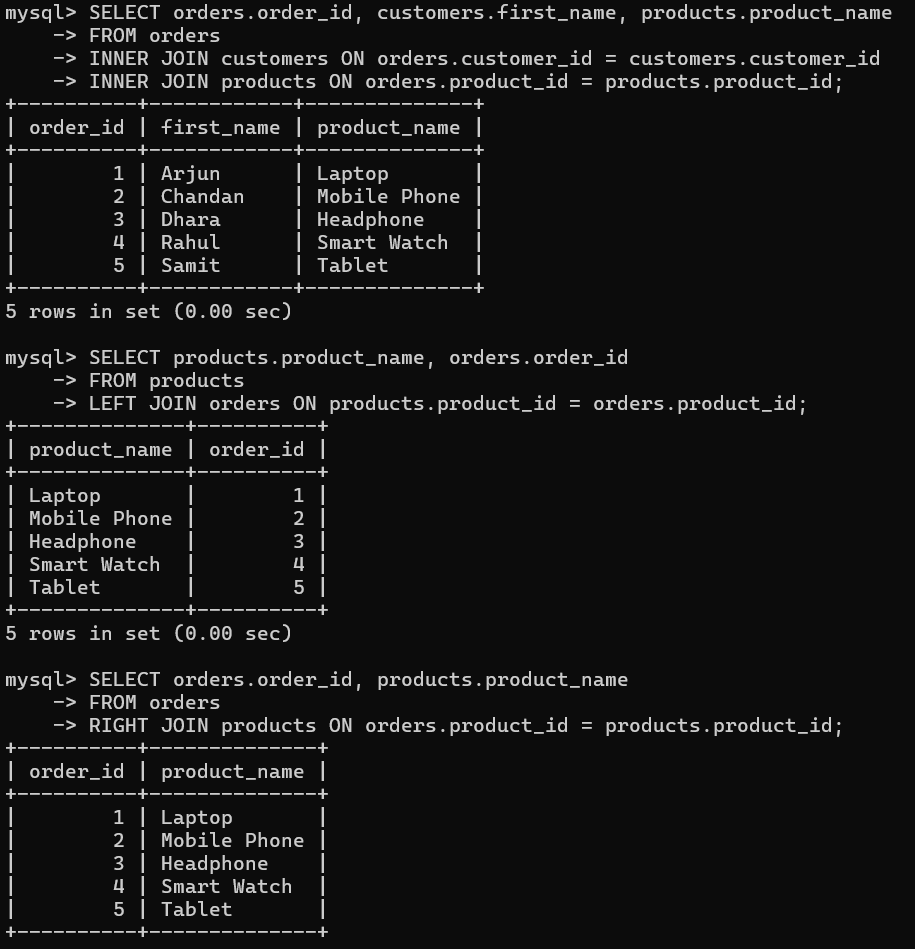 mysql> SELECT orders.order_id, customers.first_name, products.product_name
    -> FROM orders
    -> INNER JOIN customers ON orders.customer_id = customers.customer_id
    -> INNER JOIN products ON orders.product_id = products.product_id;
+----------+------------+--------------+
| order_id | first_name | product_name |
+----------+------------+--------------+
|        1 | Arjun      | Laptop       |
|        2 | Chandan    | Mobile Phone |
|        3 | Dhara      | Headphone    |
|        4 | Rahul      | Smart Watch  |
|        5 | Samit      | Tablet       |
+----------+------------+--------------+
5 rows in set (0.00 sec)

mysql> SELECT products.product_name, orders.order_id
    -> FROM products
    -> LEFT JOIN orders ON products.product_id = orders.product_id;
+--------------+----------+
| product_name | order_id |
+--------------+----------+
| Laptop       |        1 |
| Mobile Phone |        2 |
| Headphone    |        3 |
| Smart Watch  |        4 |
| Tablet       |        5 |
+--------------+----------+
5 rows in set (0.00 sec)

mysql> SELECT orders.order_id, products.product_name
    -> FROM orders
    -> RIGHT JOIN products ON orders.product_id = products.product_id;
+----------+--------------+
| order_id | product_name |
+----------+--------------+
|        1 | Laptop       |
|        2 | Mobile Phone |
|        3 | Headphone    |
|        4 | Smart Watch  |
|        5 | Tablet       |
+----------+--------------+